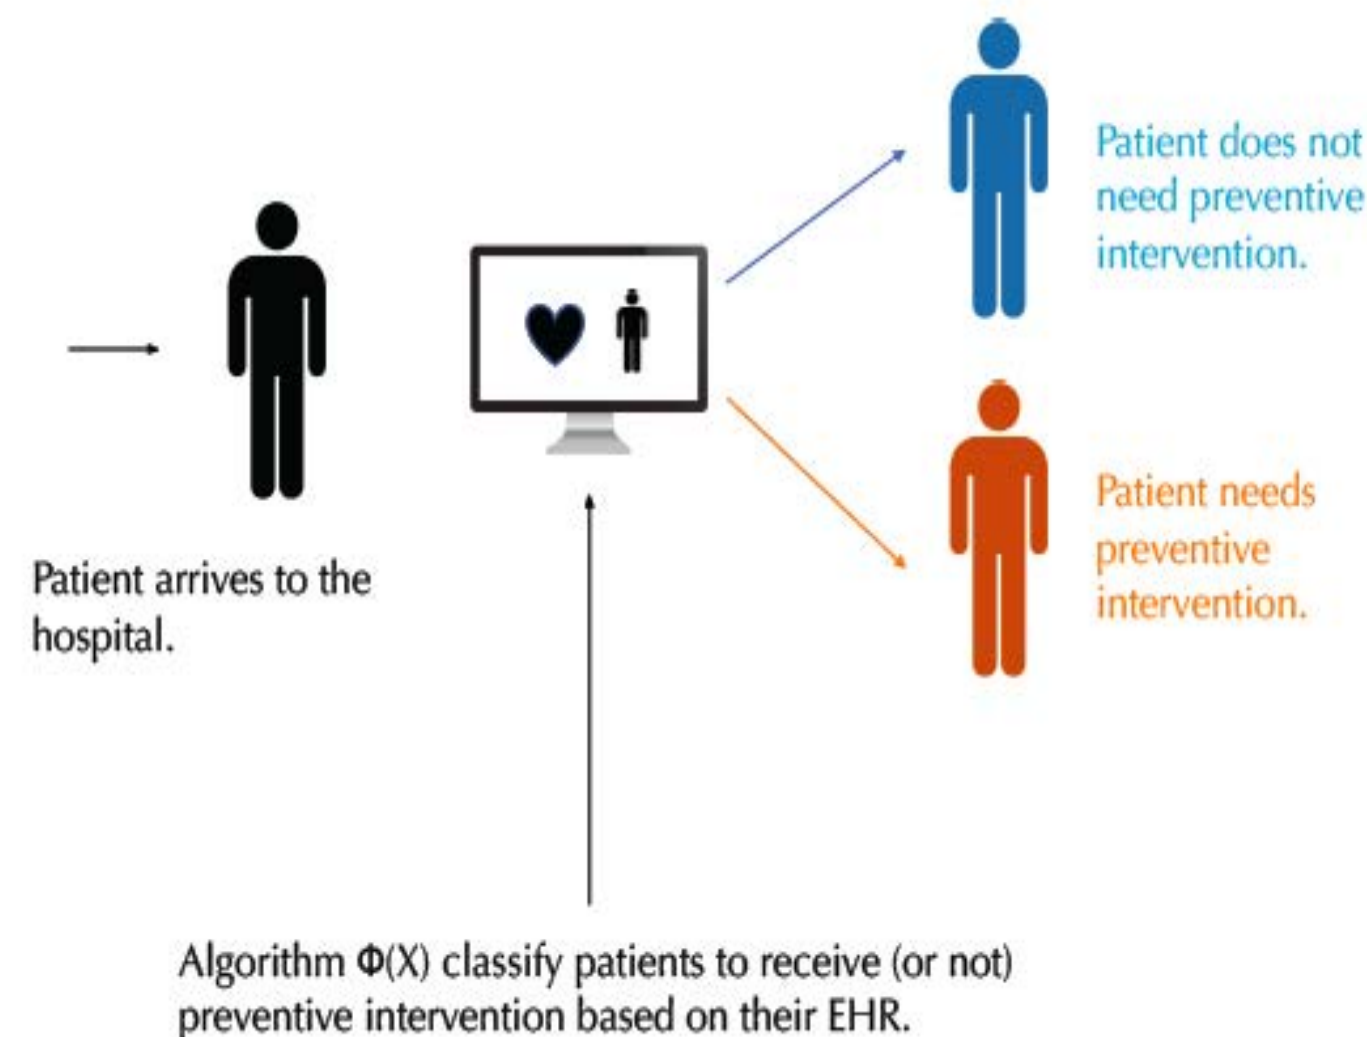 Patient does not
need preventive
intervention.
Patient needs
preventive
intervention.
Patient arrives to the
hospital.
Algorithm Φ(X) classify patients to receive (or not)
preventive intervention based on their EHR.